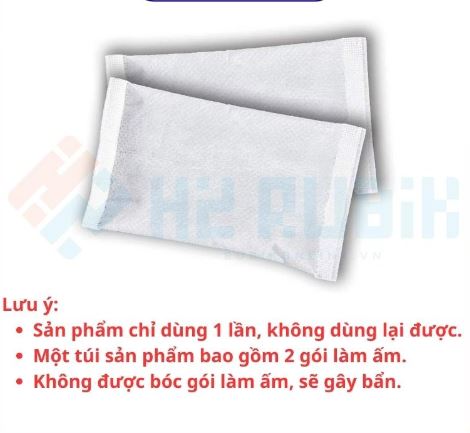 HZ RUBIK
Lưu ý:
• Sản phẩm chỉ dùng 1 lần, không dùng lại được.
• Một túi sản phẩm bao gồm 2 gói làm ấm.
• Không được bóc gói làm ấm, sẽ gây bẩn.